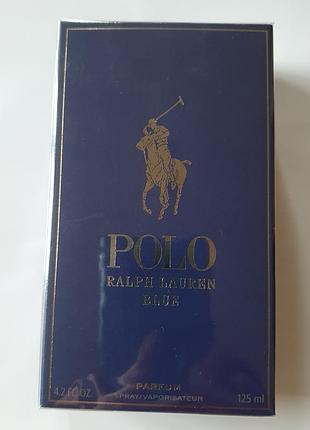 POLO
RALPH LAUREN
BLUE
PARFUM
4.2 FL.OZ. SPRAY/VAPORISATEUR 125 ml